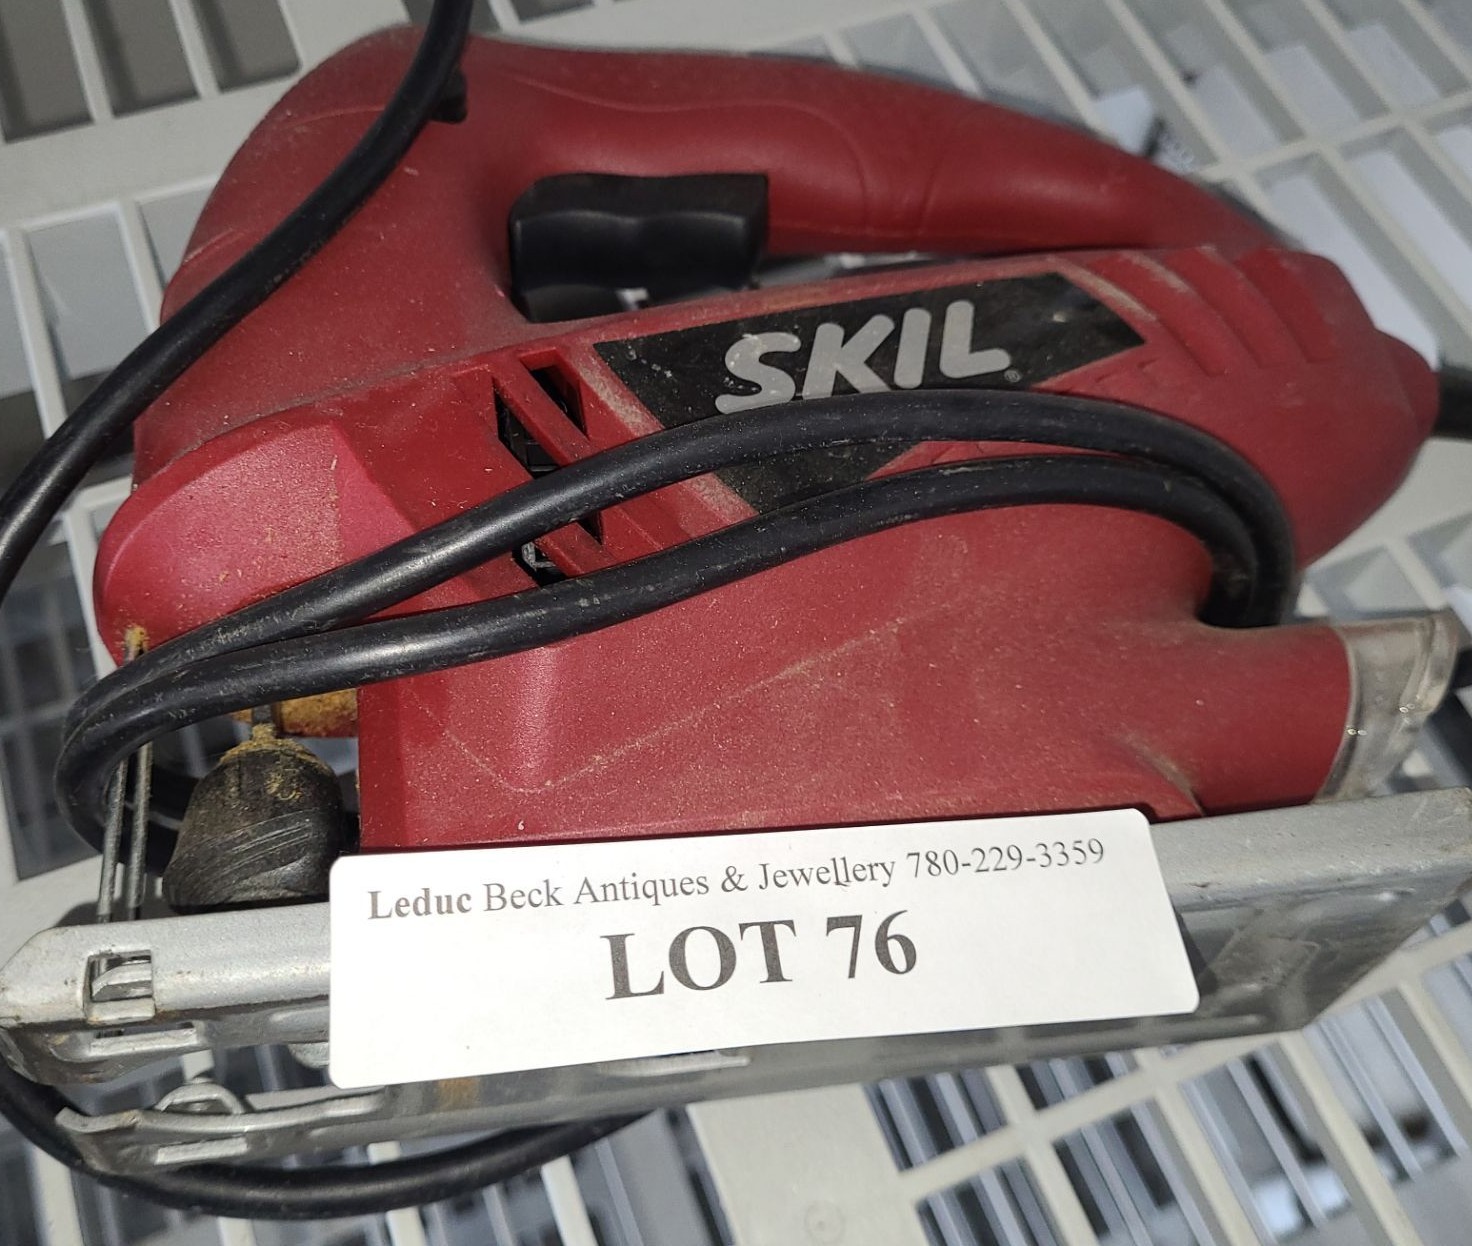 SKIL®
Leduc Beck Antiques & Jewellery 780-229-3359
LOT 76